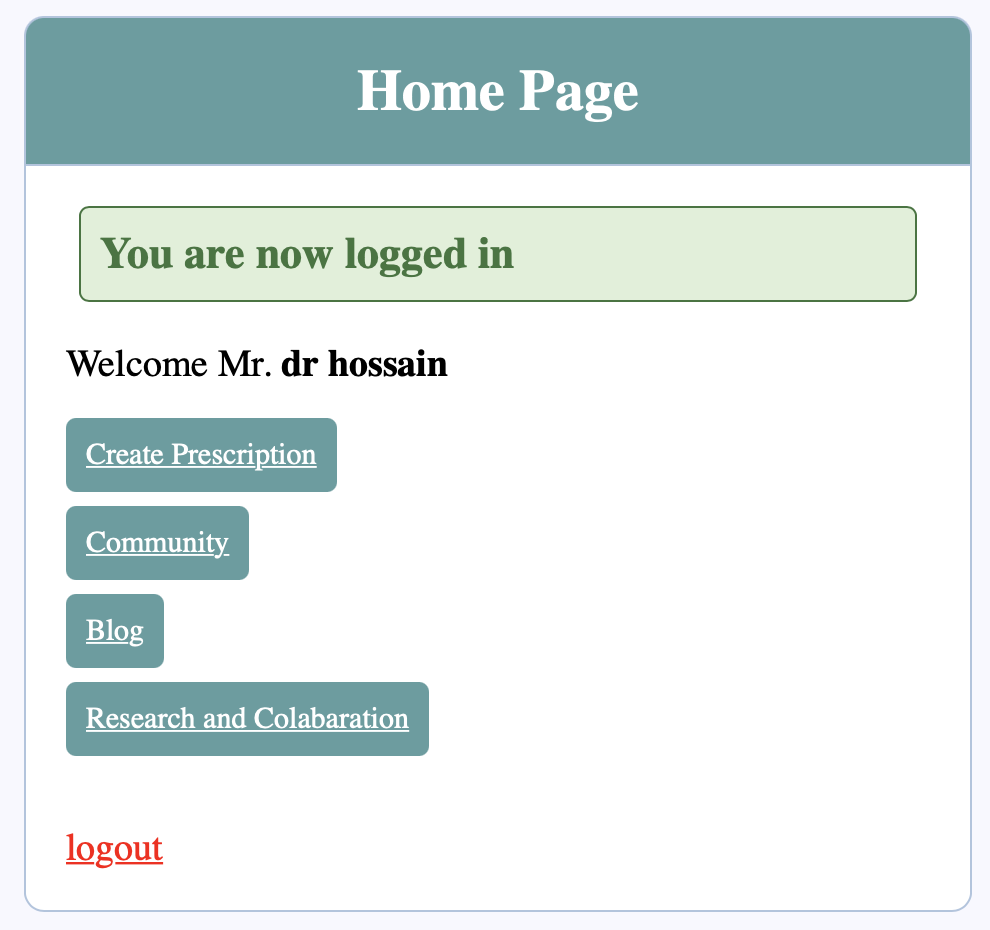 Home Page
You are now logged in
Welcome Mr. dr hossain
Create Prescription
Community
Blog
Research and Colabaration
logout